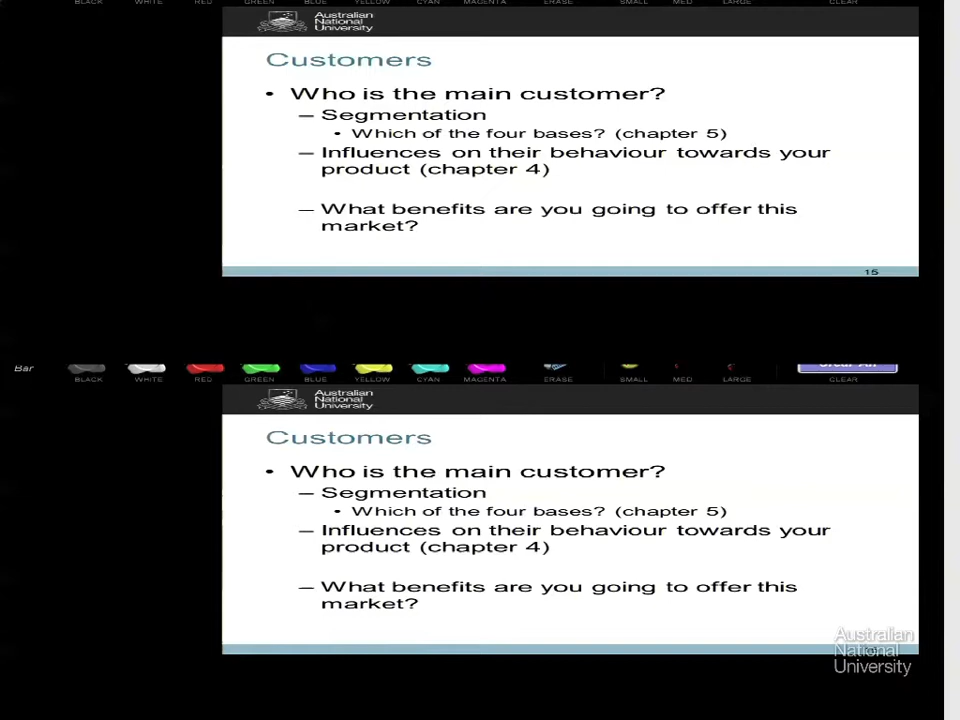 BLACK WHITE RED GREEN BLUE YELLOW CYAN MAGENTA ERASE SMALL MED LARGE CLEAR
Australian
National
University
Customers
• Who is the main customer?
– Segmentation
• Which of the four bases? (chapter 5)
– Influences on their behaviour towards your
product (chapter 4)
– What benefits are you going to offer this
market?
15
Bar
BLACK WHITE RED GREEN BLUE YELLOW CYAN MAGENTA ERASE SMALL MED LARGE CLEAR
Australian
National
University
Customers
• Who is the main customer?
– Segmentation
• Which of the four bases? (chapter 5)
– Influences on their behaviour towards your
product (chapter 4)
– What benefits are you going to offer this
market?
Australian
National
University